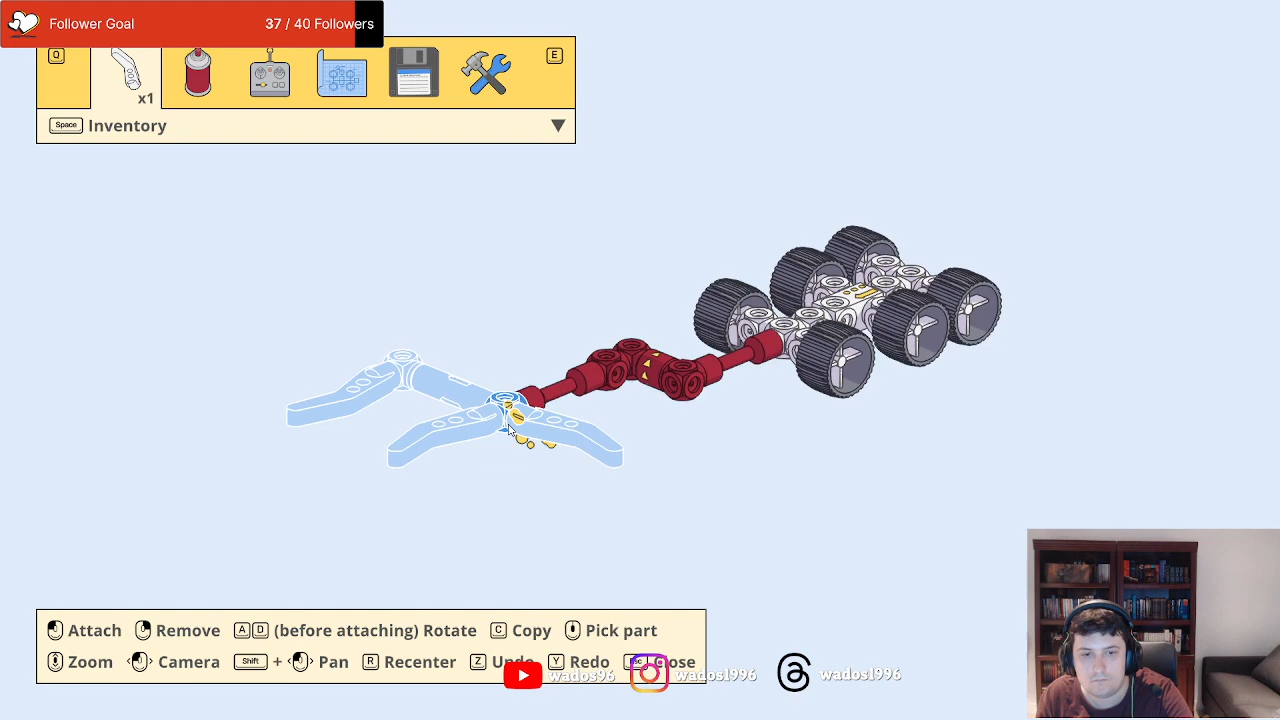 Follower Goal 37 / 40 Followers
Q
E
x1
Space Inventory
Attach Remove A D (before attaching) Rotate C Copy Pick part
Zoom Camera Shift + Pan R Recenter Z Undo Y Redo Close
wados96 wados1996 wados1996